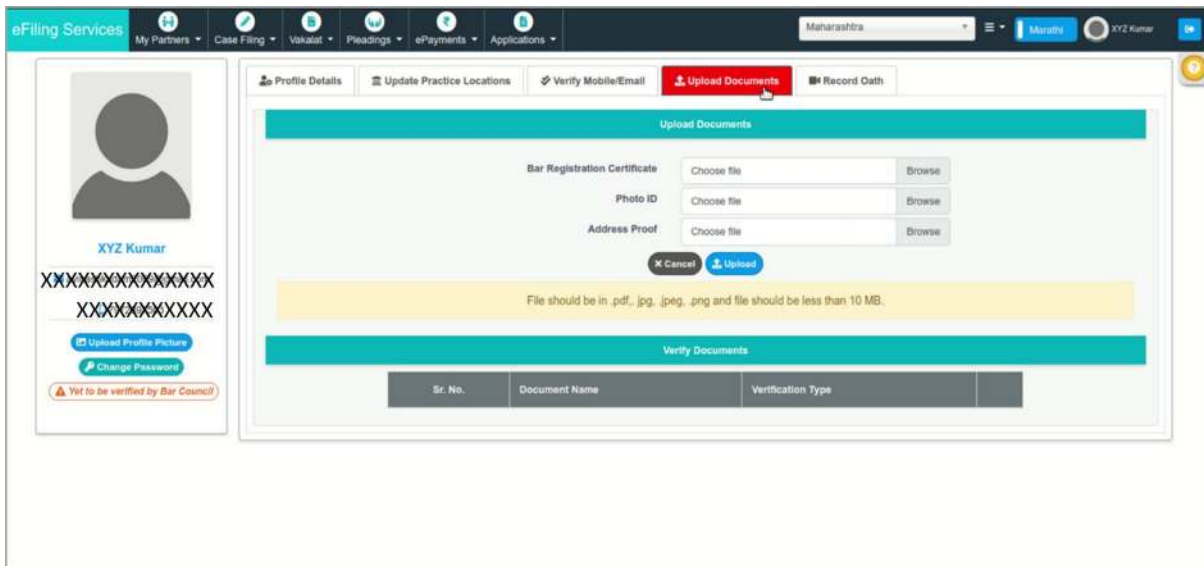 eFiling Services
My Partners
Case Filing
Vakalat
Pleadings
ePayments
Applications
Maharashtra
Marathi
XYZ Kumar
Profile Details
Update Practice Locations
Verify Mobile/Email
Upload Documents
Record Oath
XYZ Kumar
Upload Profile Picture
Change Password
Yet to be verified by Bar Council
Upload Documents
Bar Registration Certificate Choose file Browse
Photo ID Choose file Browse
Address Proof Choose file Browse
Cancel Upload
File should be in .pdf,. jpg, .jpeg, .png and file should be less than 10 MB.
Verify Documents
Sr. No. Document Name Verification Type